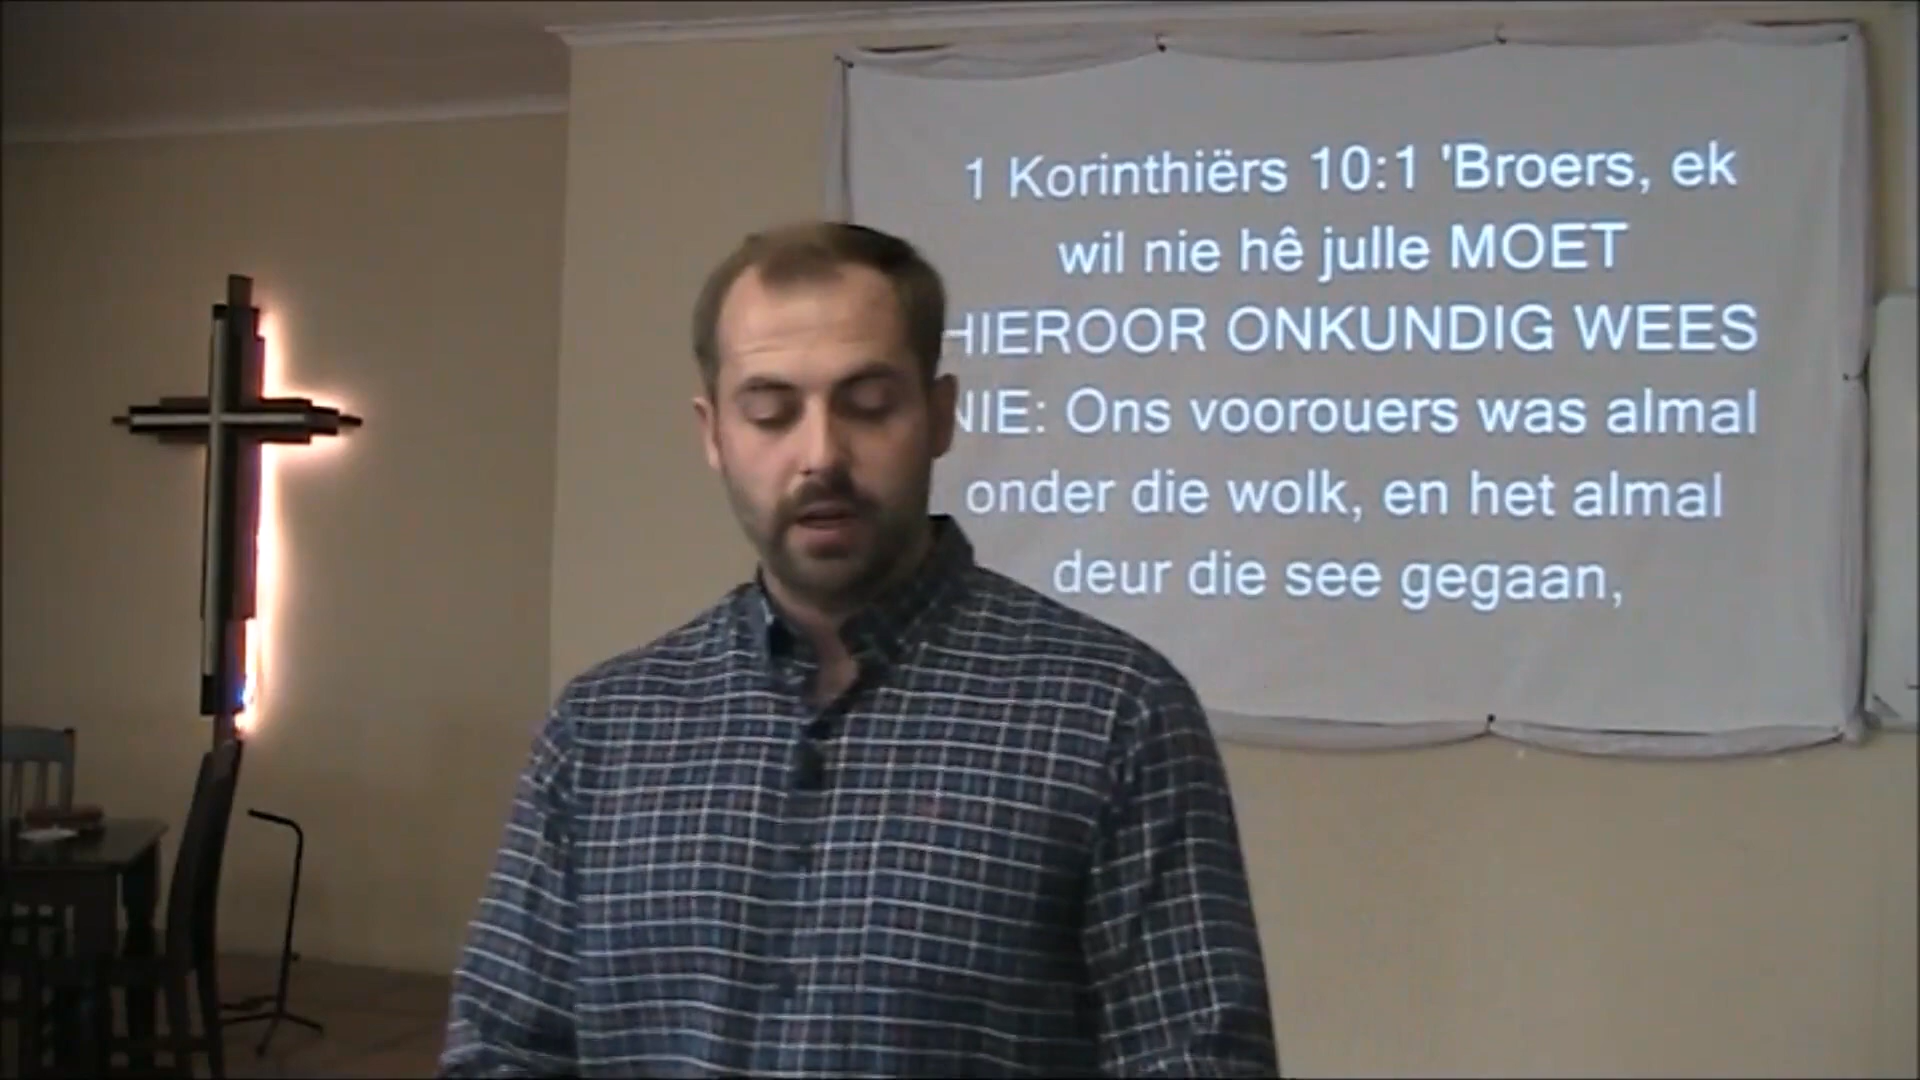 1 Korinthiërs 10:1 'Broers, ek
wil nie hê julle MOET
HIEROOR ONKUNDIG WEES
NIE: Ons voorouers was almal
onder die wolk, en het almal
deur die see gegaan,